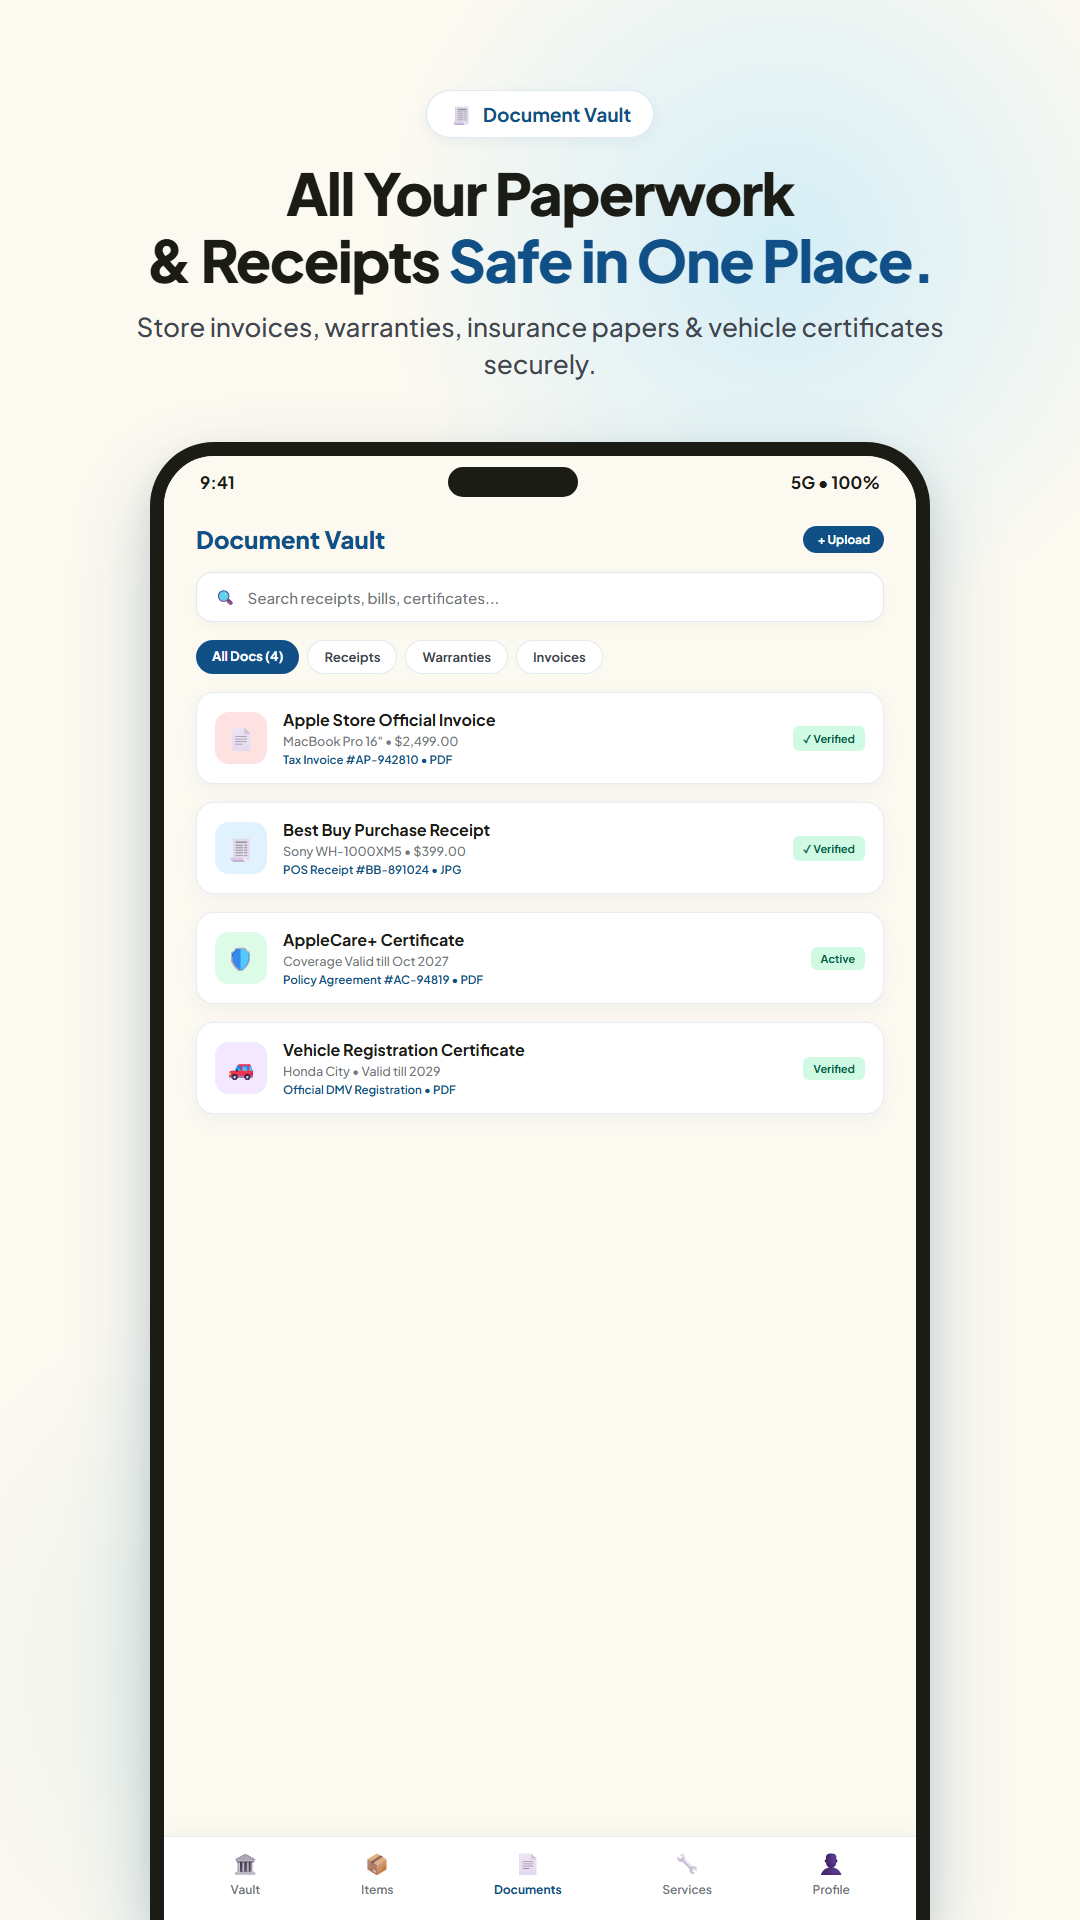 Document Vault
All Your Paperwork
& Receipts Safe in One Place.
Store invoices, warranties, insurance papers & vehicle certificates
securely.
9:41
5G ● 100%
Document Vault
+ Upload
Search receipts, bills, certificates...
All Docs (4)
Receipts
Warranties
Invoices
Apple Store Official Invoice
MacBook Pro 16" • $2,499.00
Tax Invoice #AP-942810 • PDF
✓ Verified
Best Buy Purchase Receipt
Sony WH-1000XM5 • $399.00
POS Receipt #BB-891024 • JPG
✓ Verified
AppleCare+ Certificate
Coverage Valid till Oct 2027
Policy Agreement #AC-94819 • PDF
Active
Vehicle Registration Certificate
Honda City • Valid till 2029
Official DMV Registration • PDF
Verified
Vault
Items
Documents
Services
Profile